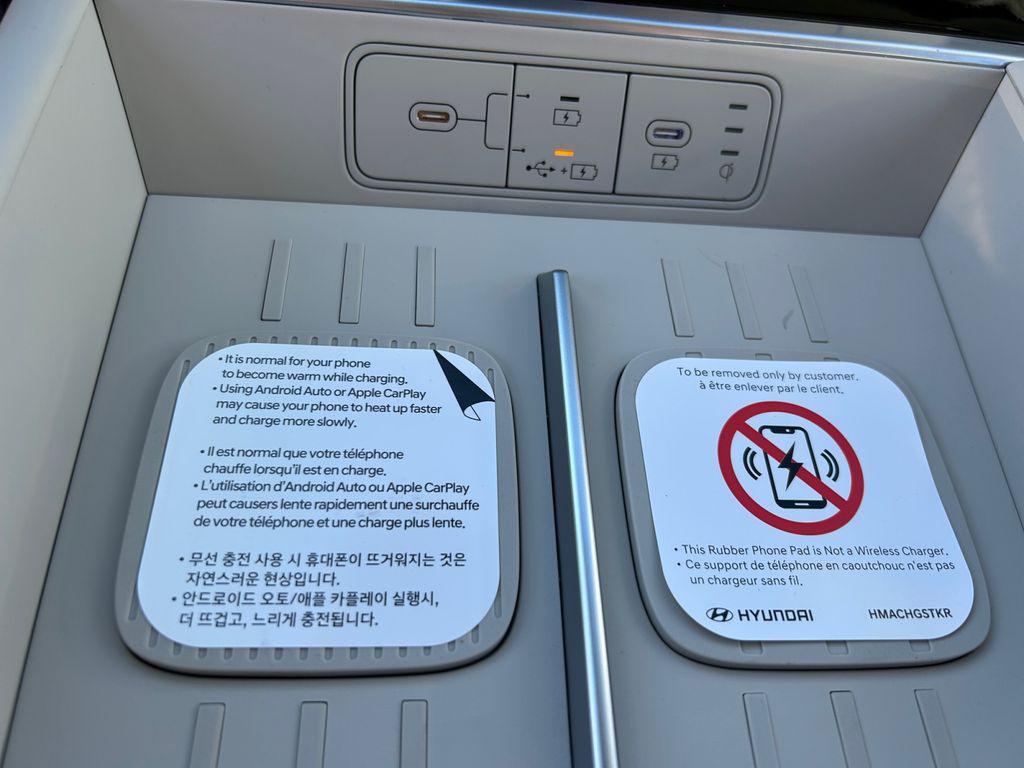 • It is normal for your phone
to become warm while charging.
• Using Android Auto or Apple CarPlay
may cause your phone to heat up faster
and charge more slowly.
• Il est normal que votre téléphone
chauffe lorsqu'il est en charge.
• L'utilisation d'Android Auto ou Apple CarPlay
peut causers lente rapidement une surchauffe
de votre téléphone et une charge plus lente.
• 무선 충전 사용 시 휴대폰이 뜨거워지는 것은
자연스러운 현상입니다.
• 안드로이드 오토/애플 카플레이 실행시,
더 뜨겁고, 느리게 충전됩니다.
To be removed only by customer.
à être enlever par le client.
• This Rubber Phone Pad is Not a Wireless Charger.
• Ce support de téléphone en caoutchouc n'est pas
un chargeur sans fil.
HYUNDAI HMACHGSTKR